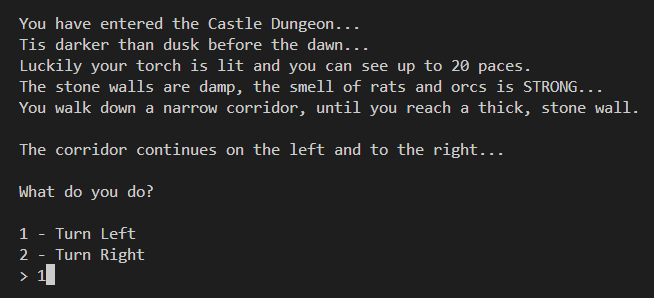 You have entered the Castle Dungeon...
Tis darker than dusk before the dawn...
Luckily your torch is lit and you can see up to 20 paces.
The stone walls are damp, the smell of rats and orcs is STRONG...
You walk down a narrow corridor, until you reach a thick, stone wall.
The corridor continues on the left and to the right...
What do you do?
1 - Turn Left
2 - Turn Right
> 1